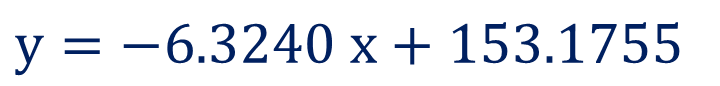 y = −6.3240 x + 153.1755